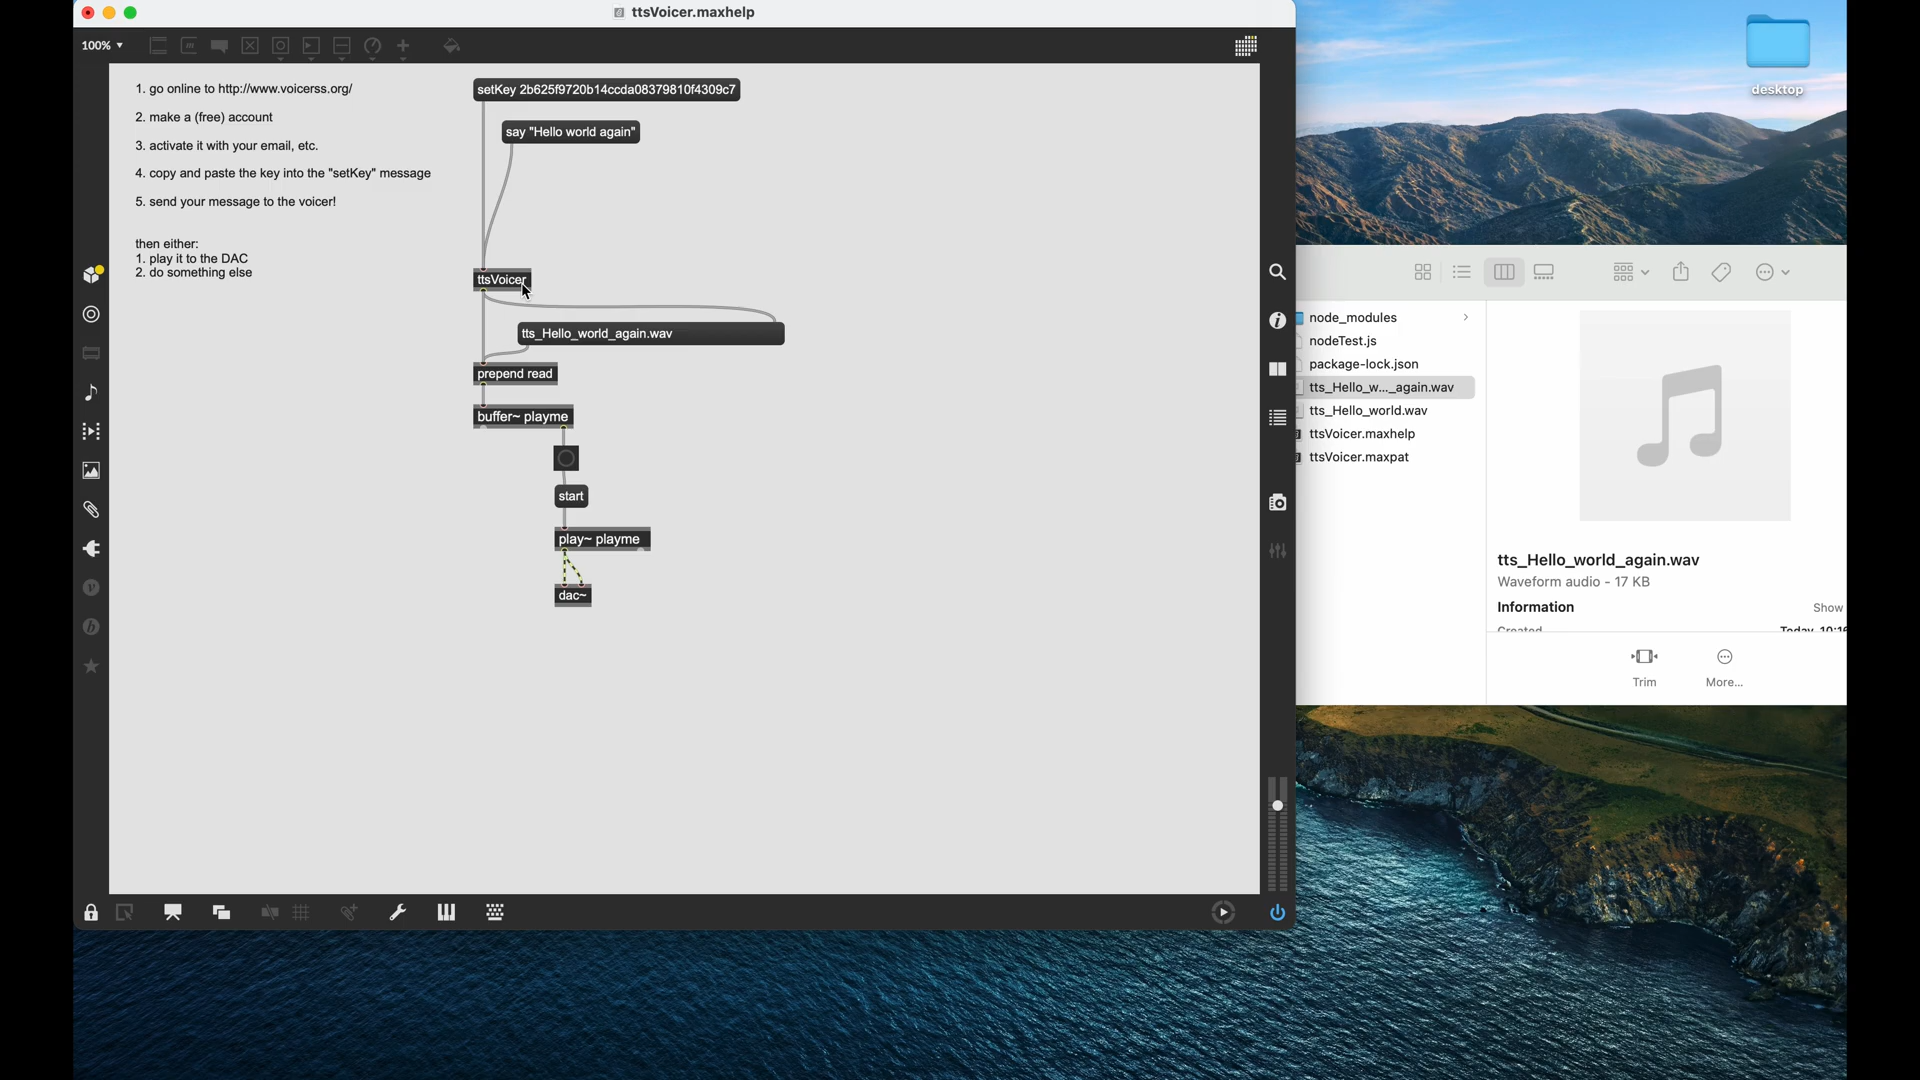 ttsVoicer.maxhelp
100%
1. go online to http://www.voicerss.org/
2. make a (free) account
3. activate it with your email, etc.
4. copy and paste the key into the "setKey" message
5. send your message to the voicer!
then either:
1. play it to the DAC
2. do something else
setKey 2b625f9720b14ccda08379810f4309c7
say "Hello world again"
ttsVoicer
tts_Hello_world_again.wav
prepend read
buffer~ playme
start
play~ playme
dac~
desktop
node_modules
nodeTest.js
package-lock.json
tts_Hello_w..._again.wav
tts_Hello_world.wav
ttsVoicer.maxhelp
ttsVoicer.maxpat
tts_Hello_world_again.wav
Waveform audio - 17 KB
Information Show
Created Today, 10:16
Trim More...